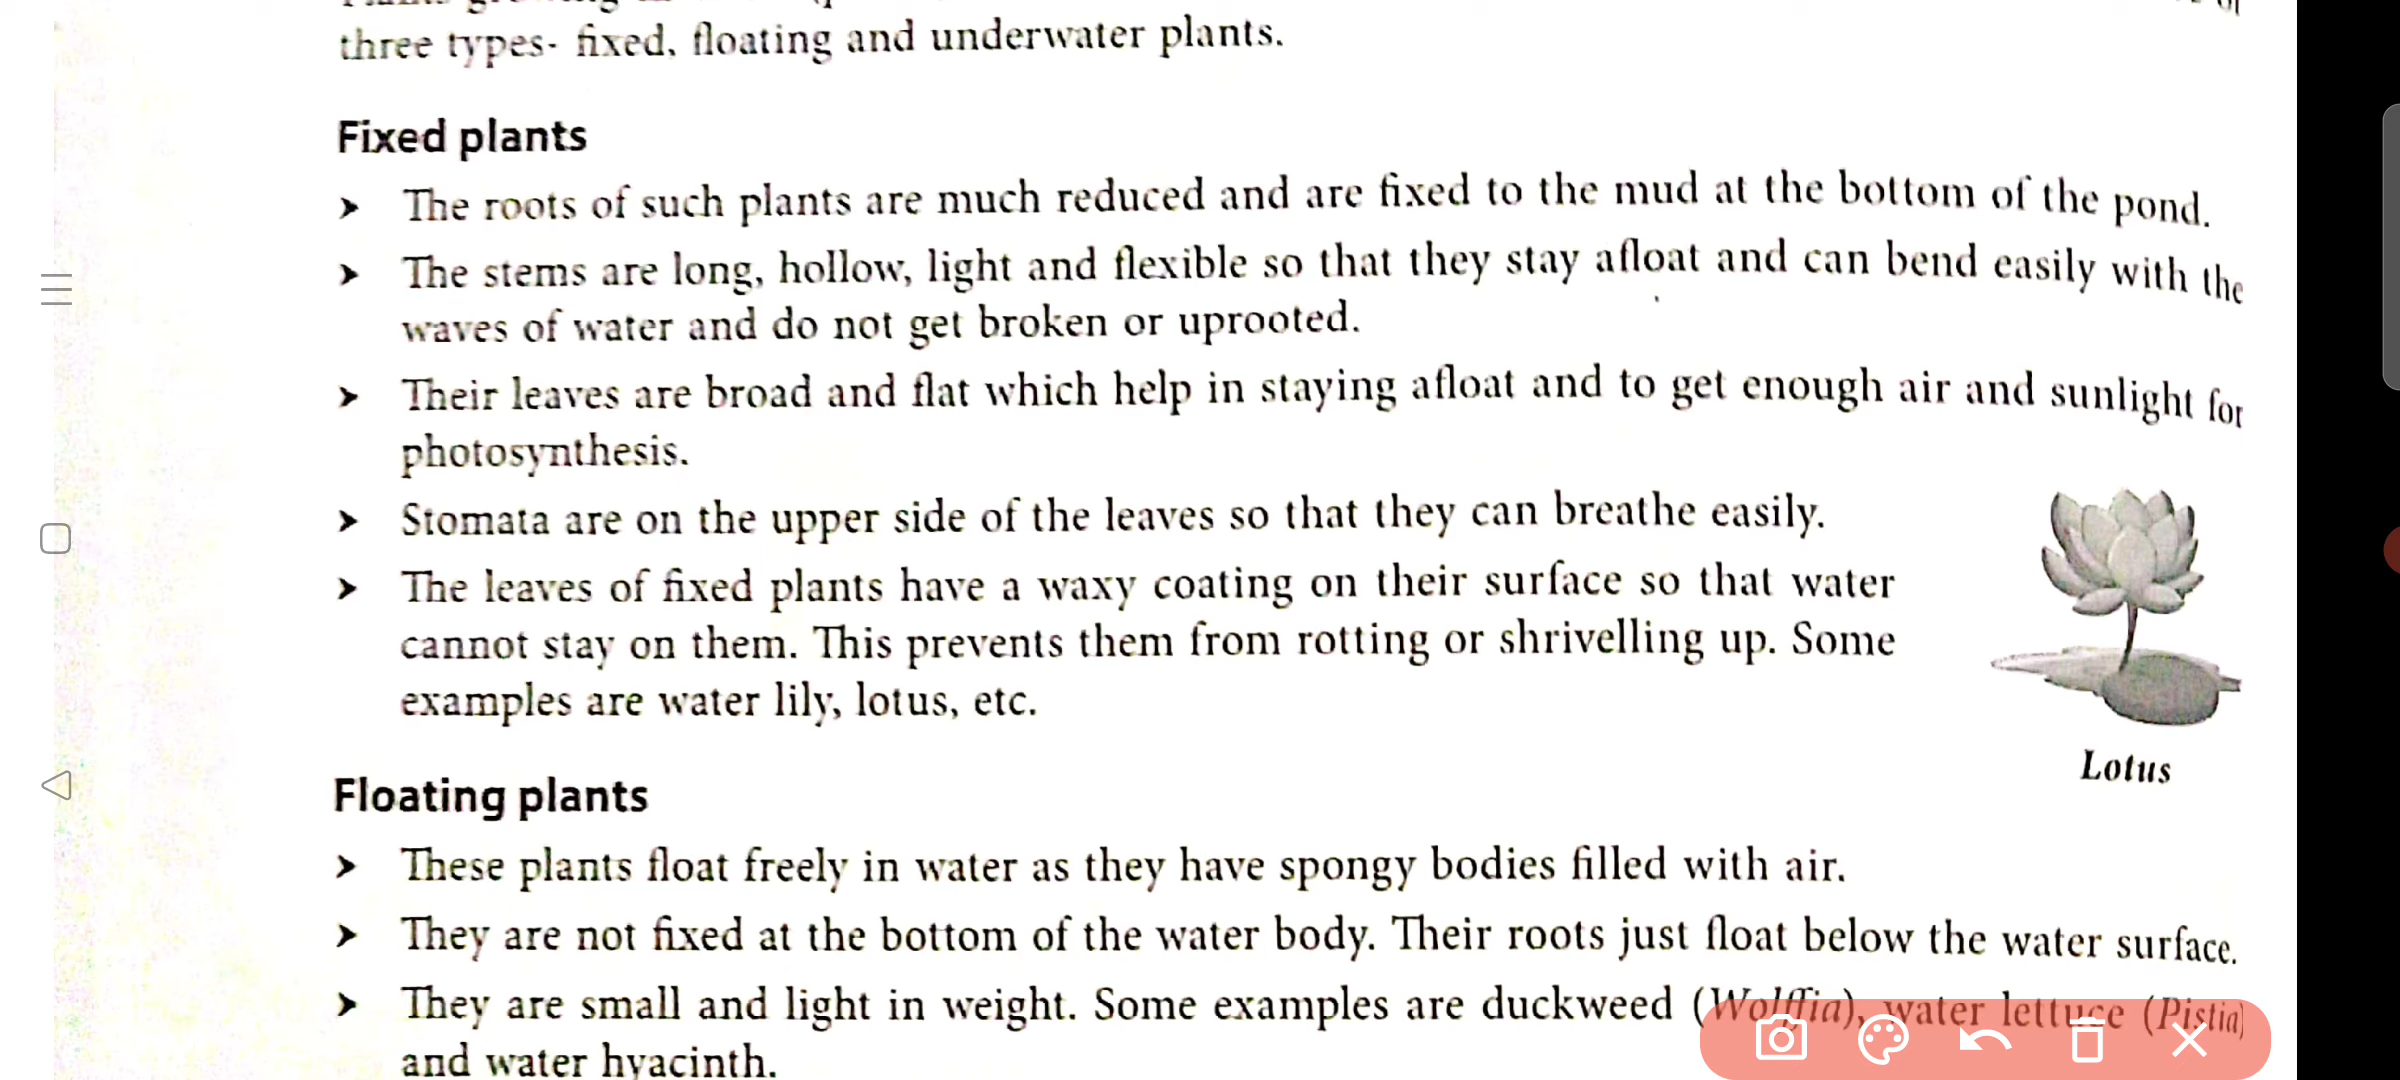 three types- fixed, floating and underwater plants.
Fixed plants
➤ The roots of such plants are much reduced and are fixed to the mud at the bottom of the pond.
➤ The stems are long, hollow, light and flexible so that they stay afloat and can bend easily with the
waves of water and do not get broken or uprooted.
➤ Their leaves are broad and flat which help in staying afloat and to get enough air and sunlight for
photosynthesis.
➤ Stomata are on the upper side of the leaves so that they can breathe easily.
➤ The leaves of fixed plants have a waxy coating on their surface so that water
cannot stay on them. This prevents them from rotting or shrivelling up. Some
examples are water lily, lotus, etc.
Lotus
Floating plants
➤ These plants float freely in water as they have spongy bodies filled with air.
➤ They are not fixed at the bottom of the water body. Their roots just float below the water surface.
➤ They are small and light in weight. Some examples are duckweed (Wolffia), water lettuce (Pistia)
and water hyacinth.